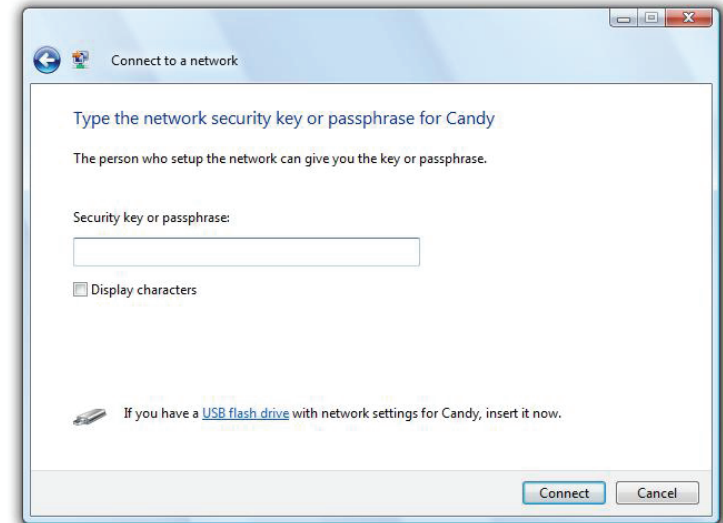 Connect to a network
Type the network security key or passphrase for Candy
The person who setup the network can give you the key or passphrase.
Security key or passphrase:
Display characters
If you have a USB flash drive with network settings for Candy, insert it now.
Connect
Cancel